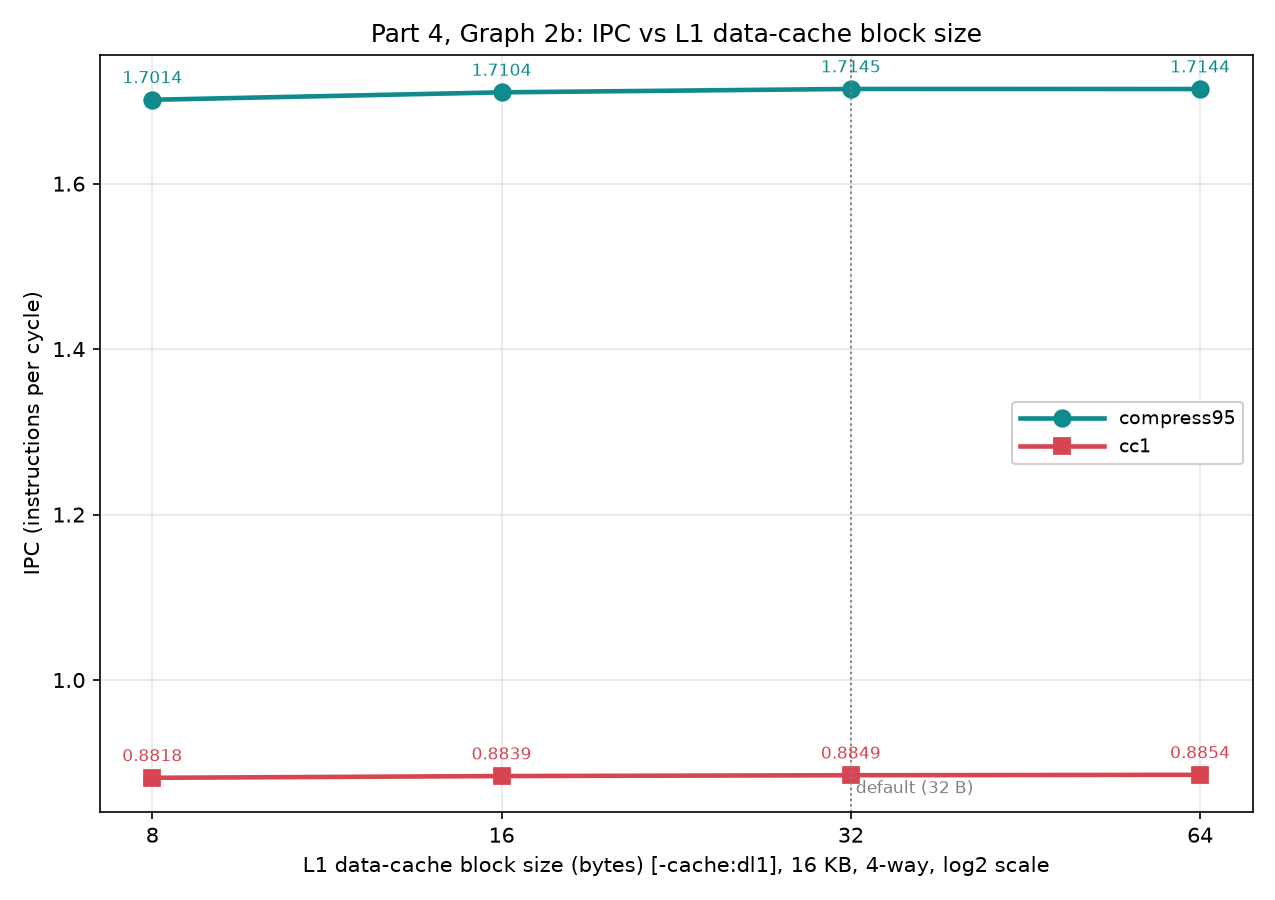 Part 4, Graph 2b: IPC vs L1 data-cache block size
1.7014
1.7104
1.7145
1.7144
1.6
1.4
1.2
1.0
IPC (instructions per cycle)
compress95
cc1
0.8818
0.8839
0.8849
0.8854
default (32 B)
8
16
32
64
L1 data-cache block size (bytes) [-cache:dl1], 16 KB, 4-way, log2 scale